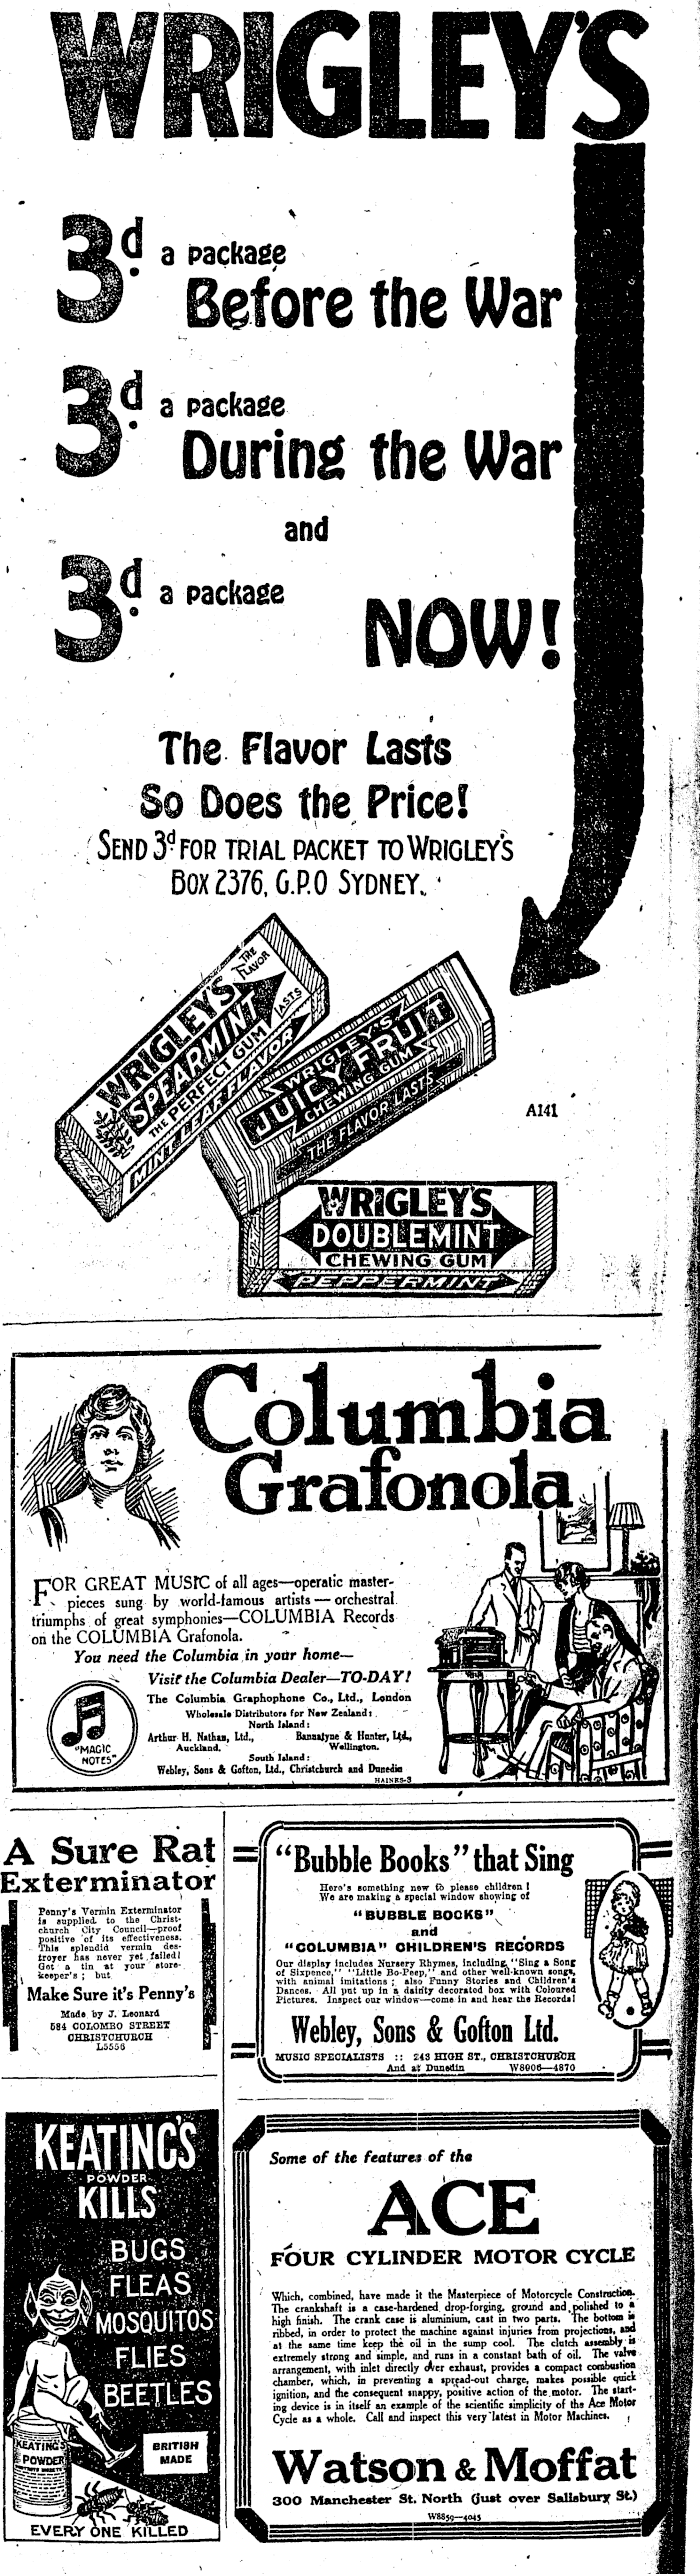 WRIGLEY'S
3d. a package
Before the War
3d. a package
During the War
and
3d. a package
NOW!
The Flavor Lasts
So Does the Price!
SEND 3d FOR TRIAL PACKET TO WRIGLEY'S
BOX 2376, G.P.O SYDNEY.
WRIGLEY'S
SPEARMINT
THE PERFECT GUM
MINT LEAF FLAVOR
THE FLAVOR LASTS
WRIGLEY'S
JUICY FRUIT
CHEWING GUM
THE FLAVOR LASTS
A141
WRIGLEY'S
DOUBLEMINT
CHEWING GUM
PEPPERMINT
Columbia
Grafonola
FOR GREAT MUSIC of all ages—operatic master-
pieces sung by world-famous artists — orchestral
triumphs of great symphonies—COLUMBIA Records
on the COLUMBIA Grafonola.
You need the Columbia in your home—
Visit the Columbia Dealer—TO-DAY!
The Columbia Graphophone Co., Ltd., London
Wholesale Distributors for New Zealand:
North Island:
Arthur H. Nathan, Ltd., Bannatyne & Hunter, Ltd.,
Auckland. Wellington.
South Island:
Webley, Sons & Gofton, Ltd., Christchurch and Dunedin
HAINES-3
"MAGIC
NOTES"
A Sure Rat
Exterminator
Penny's Vermin Exterminator
is supplied to the Christ-
church City Council—proof
positive of its effectiveness.
This splendid vermin des-
troyer has never yet failed!
Get a tin at your store-
keeper's; but
Make Sure it's Penny's
Made by J. Leonard
584 COLOMBO STREET
CHRISTCHURCH
L5556
"Bubble Books" that Sing
Here's something new to please children!
We are making a special window showing of
"BUBBLE BOOKS"
and
"COLUMBIA" CHILDREN'S RECORDS
Our display includes Nursery Rhymes, including "Sing a Song
of Sixpence," "Little Bo-Peep," and other well-known songs,
with animal imitations; also Funny Stories and Children's
Dances. All put up in a dainty decorated box with Coloured
Pictures. Inspect our window—come in and hear the Records!
Webley, Sons & Gofton Ltd.
MUSIC SPECIALISTS :: 243 HIGH ST., CHRISTCHURCH
And at Dunedin W8906—4870
KEATING'S
POWDER
KILLS
BUGS
FLEAS
MOSQUITOS
FLIES
BEETLES
KEATING'S
POWDER
BRITISH
MADE
EVERY ONE KILLED
Some of the features of the
ACE
FOUR CYLINDER MOTOR CYCLE
Which, combined, have made it the Masterpiece of Motorcycle Construction.
The crankshaft is a case-hardened drop-forging, ground and polished to a
high finish. The crank case is aluminium, cast in two parts. The bottom is
ribbed, in order to protect the machine against injuries from projections, and
at the same time keep the oil in the sump cool. The clutch assembly is
extremely strong and simple, and runs in a constant bath of oil. The valve
arrangement, with inlet directly over exhaust, provides a compact combustion
chamber, which, in preventing a spread-out charge, makes possible quick
ignition, and the consequent snappy, positive action of the motor. The start-
ing device is in itself an example of the scientific simplicity of the Ace Motor
Cycle as a whole. Call and inspect this very latest in Motor Machines.
Watson & Moffat
300 Manchester St. North (just over Salisbury St.)
W8859—4045